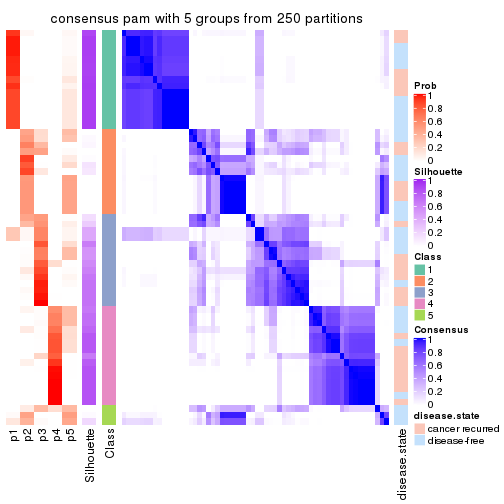 consensus pam with 5 groups from 250 partitions
Prob
1
0.8
0.6
0.4
0.2
0
Silhouette
1
0.8
0.6
0.4
0.2
0
Class
1
2
3
4
5
Consensus
1
0.8
0.6
0.4
0.2
0
disease.state
cancer recurred
disease-free
p1
p2
p3
p4
p5
Silhouette
Class
disease.state